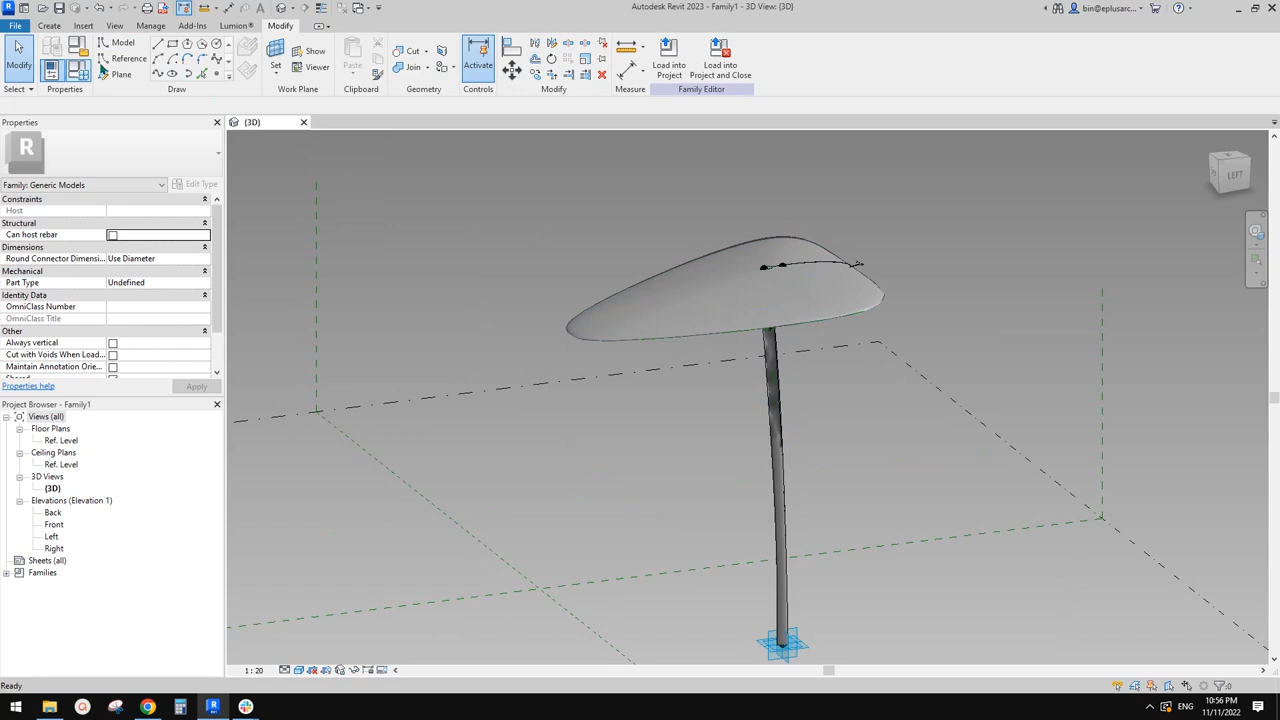 Autodesk Revit 2023 - Family1 - 3D View: {3D}
bin@eplusarc...
File Create Insert View Manage Add-Ins Lumion® Modify
Modify
Model
Reference
Plane
Set
Show
Viewer
Paste
Cut
Join
Activate
Load into
Project
Load into
Project and Close
Select Properties Draw Work Plane Clipboard Geometry Controls Modify Measure Family Editor
Properties
{3D}
LEFT
R
Family: Generic Models
Edit Type
Constraints
Host
Structural
Can host rebar
Dimensions
Round Connector Dimensi... Use Diameter
Mechanical
Part Type Undefined
Identity Data
OmniClass Number
OmniClass Title
Other
Always vertical
Cut with Voids When Load...
Maintain Annotation Orie...
Properties help
Apply
Project Browser - Family1
Views (all)
Floor Plans
Ref. Level
Ceiling Plans
Ref. Level
3D Views
{3D}
Elevations (Elevation 1)
Back
Front
Left
Right
Sheets (all)
Families
1 : 20
Ready
:0
ENG
10:56 PM
11/11/2022